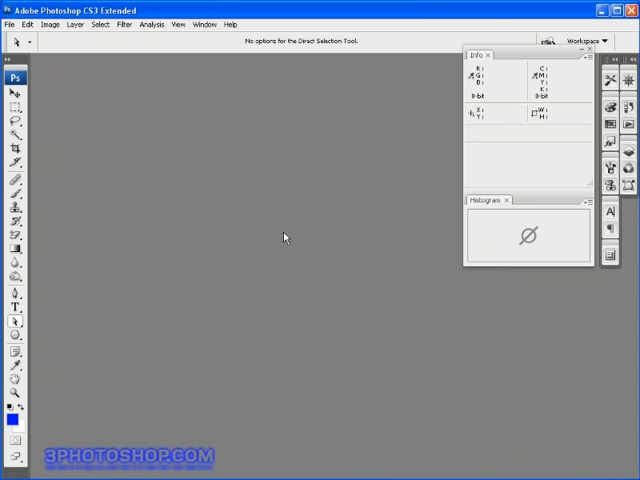 Adobe Photoshop CS3 Extended
File Edit Image Layer Select Filter Analysis View Window Help
No options for the Direct Selection Tool.
Workspace
Info
R: C:
G: M:
B: Y:
K:
8-bit 8-bit
X: W:
Y: H:
Histogram
Ps
T
A
3PHOTOSHOP.COM